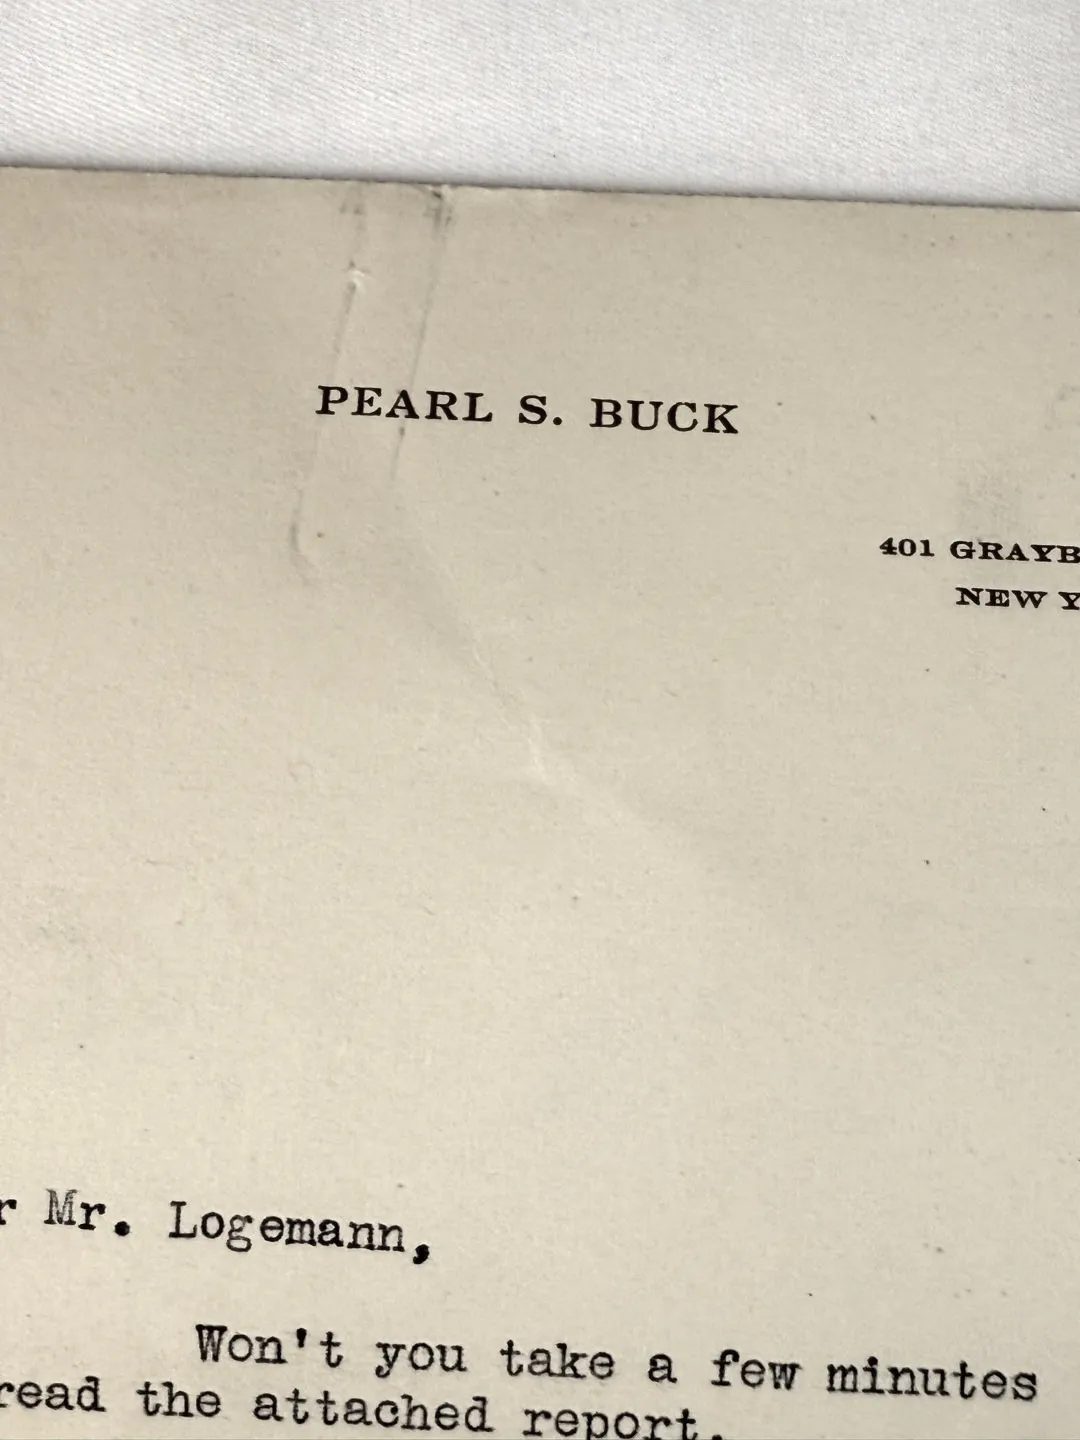 PEARL S. BUCK
401 GRAYB
NEW Y
r Mr. Logemann,
Won't you take a few minutes
read the attached report.